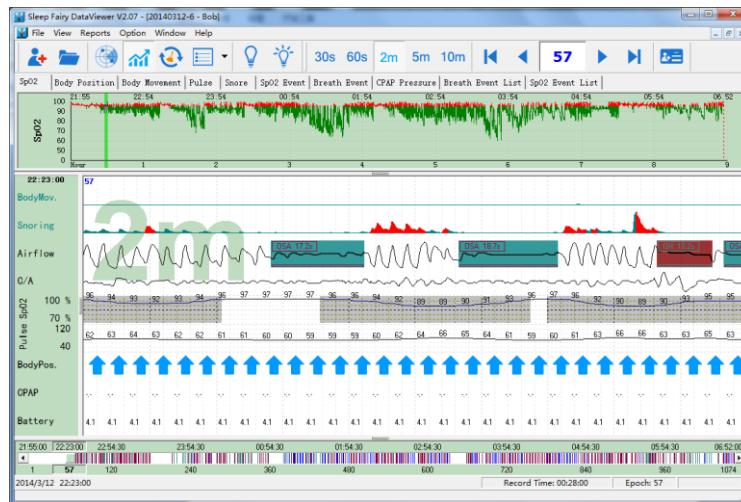 Sleep Fairy DataViewer V2.07 - [20140312-6 - Bob]
File View Reports Option Window Help
30s 60s 2m 5m 10m 57
SpO2 Body Position Body Movement Pulse Snore SpO2 Event Breath Event CPAP Pressure Breath Event List SpO2 Event List
21:55 22:54 23:54 00:54 01:54 02:54 03:54 04:54 05:54 06:52
SpO2
100
90
80
70
60
50
0
Hour 1 2 3 4 5 6 7 8 9
22:23:00 57
2m
BodyMov.
Snoring
Airflow OSA 17.2s OSA 18.7s
C/A
SpO2 100 % 70 %
96 94 93 92 93 94 96 97 97 97 96 96 94 92 89 89 90 93 96 97 96 92 90 89 90 93 95 95
Pulse 120 40
62 63 64 63 62 62 61 61 60 60 59 59 59 60 62 64 66 65 64 61 59 60 61 63 66 66 63 63 65 63
BodyPos.
CPAP -.- -.- -.- -.- -.- -.- -.- -.- -.- -.- -.- -.- -.- -.- -.- -.- -.- -.- -.- -.- -.- -.- -.- -.- -.- -.- -.- -.- -.- -.-
Battery 4.1 4.1 4.1 4.1 4.1 4.1 4.1 4.1 4.1 4.1 4.1 4.1 4.1 4.1 4.1 4.1 4.1 4.1 4.1 4.1 4.1 4.1 4.1 4.1 4.1 4.1 4.1 4.1 4.1 4.1
21:55:00 22:23:00 22:54:30 23:54:30 00:54:30 01:54:30 02:54:30 03:54:30 04:54:30 05:54:30 06:52:00
1 57 120 240 360 480 600 720 840 960 1074
2014/3/12 22:23:00 Record Time: 00:28:00 Epoch: 57